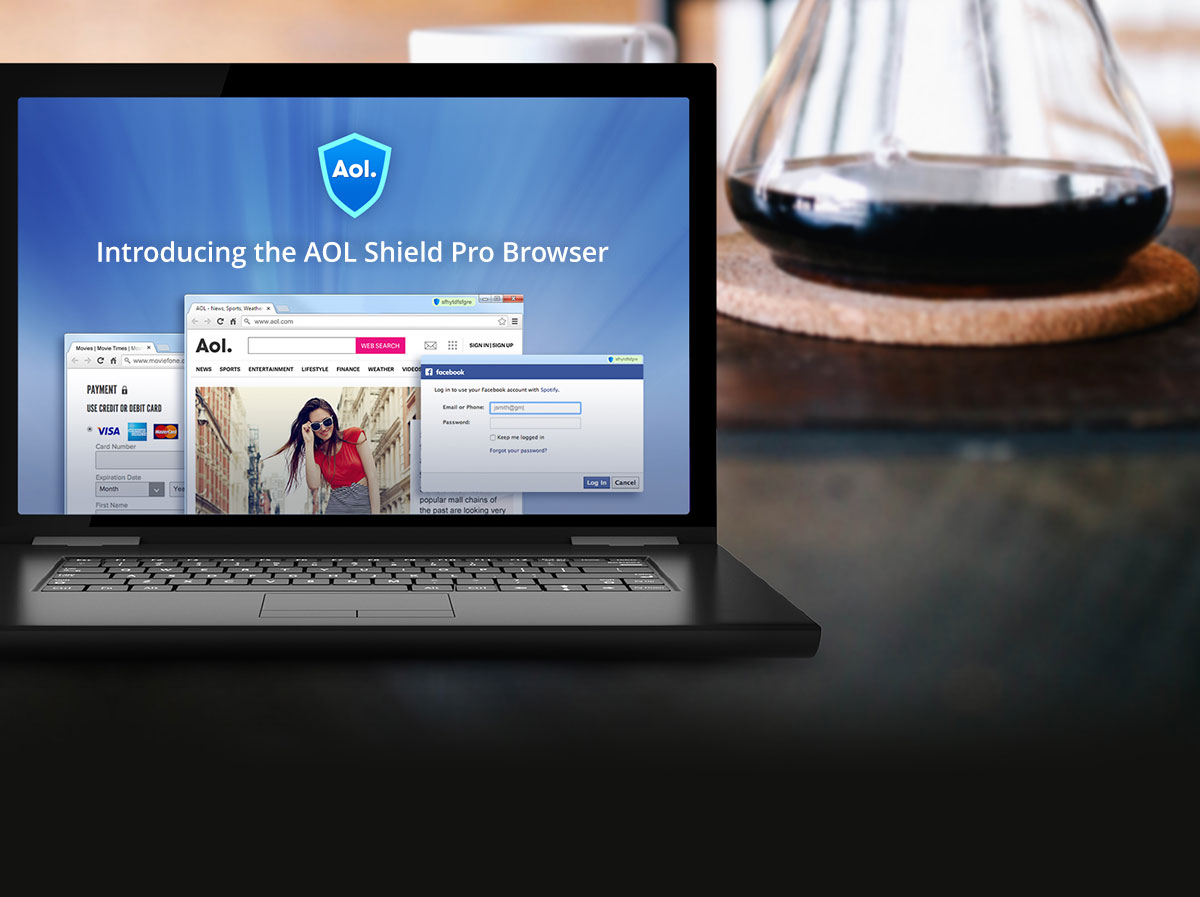 Aol.
Introducing the AOL Shield Pro Browser
AOL - News, Sports, Weathe
efhytdfsfgre
www.aol.com
Aol.
WEB SEARCH
SIGN IN | SIGN UP
NEWS SPORTS ENTERTAINMENT LIFESTYLE FINANCE WEATHER VIDEOS
popular mall chains of
the past are looking very
Movies | Movie Times | Mo
www.moviefone.c
PAYMENT
USE CREDIT OR DEBIT CARD
VISA
MasterCard
Card Number
Expiration Date
Month
Yea
First Name
facebook
Log in to use your Facebook account with Spotify.
Email or Phone:
jsmith@gm
Password:
Keep me logged in
Forgot your password?
Log In Cancel